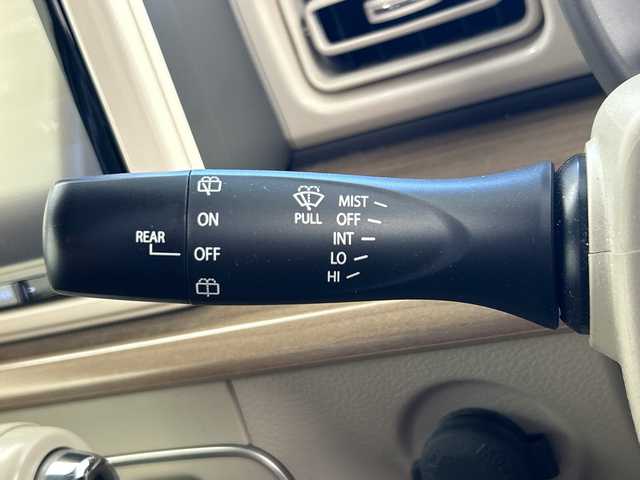 REAR
ON
OFF
PULL
MIST
OFF
INT
LO
HI